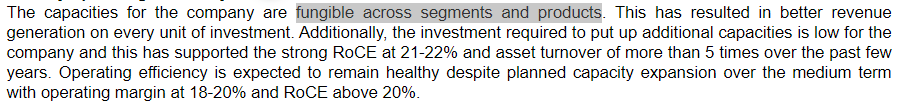 The capacities for the company are fungible across segments and products. This has resulted in better revenue
generation on every unit of investment. Additionally, the investment required to put up additional capacities is low for the
company and this has supported the strong RoCE at 21-22% and asset turnover of more than 5 times over the past few
years. Operating efficiency is expected to remain healthy despite planned capacity expansion over the medium term
with operating margin at 18-20% and RoCE above 20%.